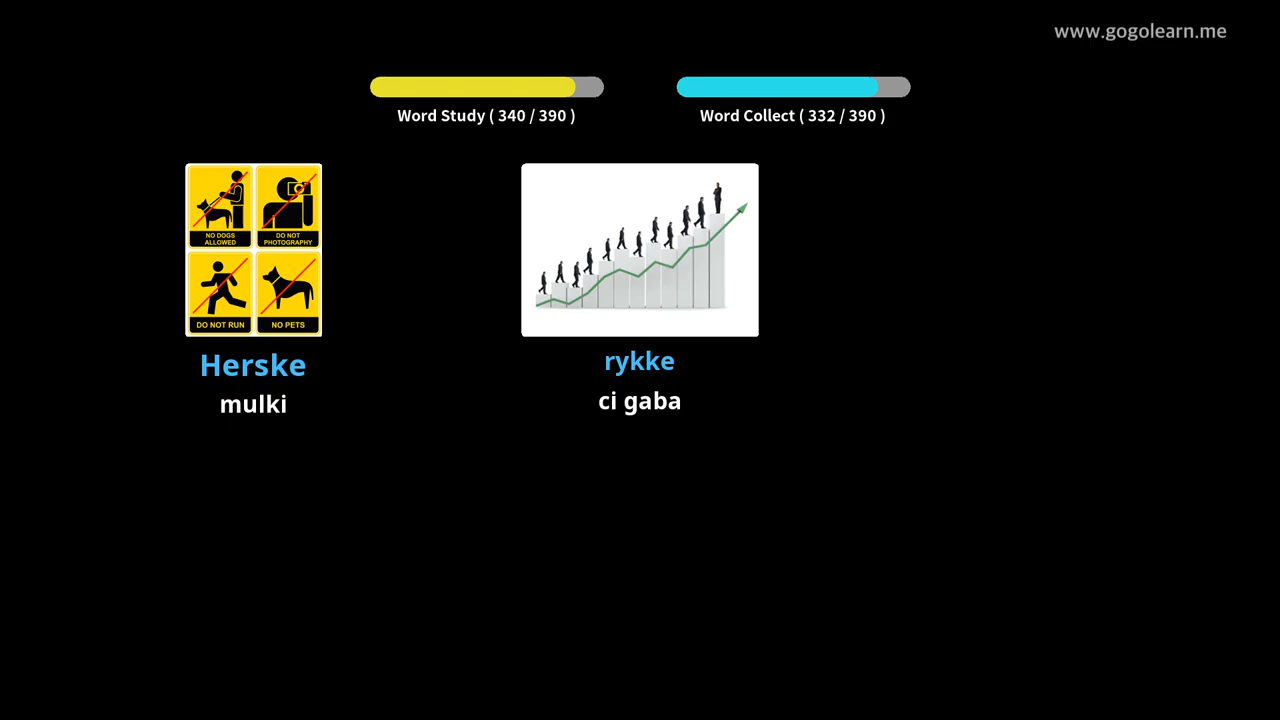 www.gogolearn.me
Word Study ( 340 / 390 )
Word Collect ( 332 / 390 )
NO DOGS
ALLOWED
DO NOT
PHOTOGRAPHY
DO NOT RUN
NO PETS
Herske
mulki
rykke
ci gaba